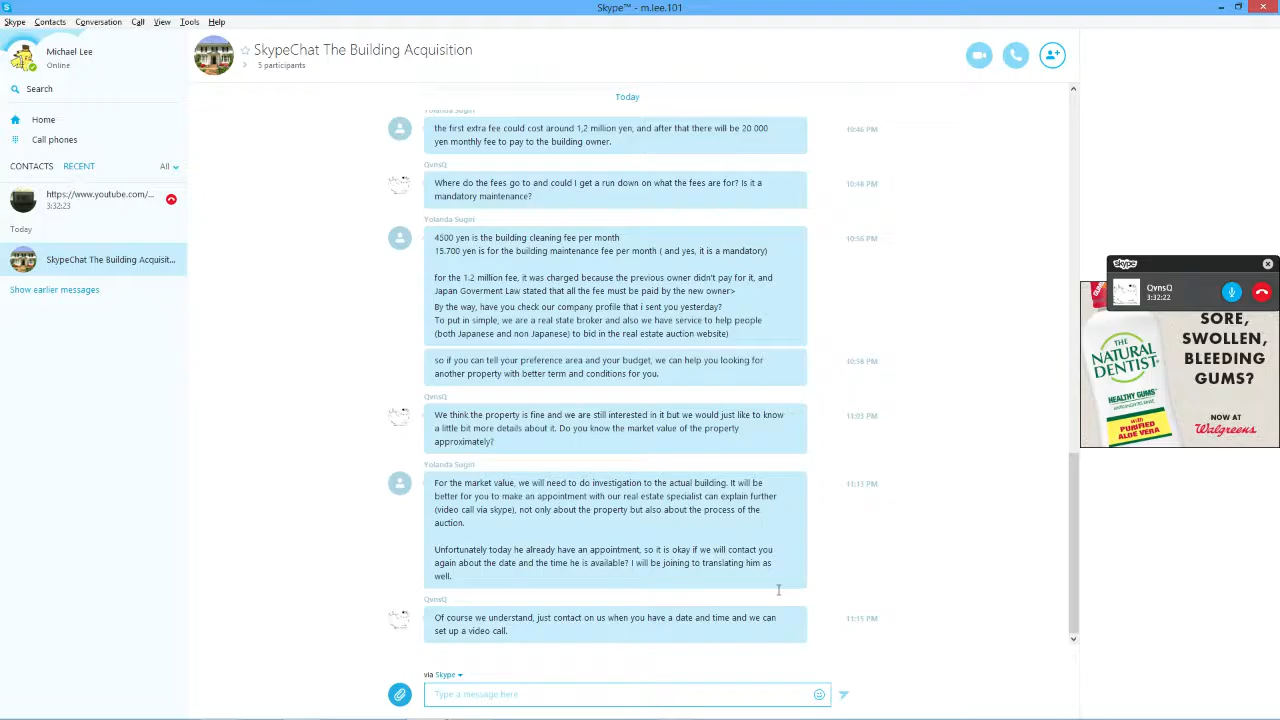 Skype™ - m.lee.101
Skype Contacts Conversation Call View Tools Help
Michael Lee
Online
Search
Home
Call phones
CONTACTS RECENT All
https://www.youtube.com/...
3:32:23
Today
SkypeChat The Building Acquisit...
Show earlier messages
SkypeChat The Building Acquisition
5 participants
Today
Yolanda Sugiri
the first extra fee could cost around 1,2 million yen, and after that there will be 20.000
yen monthly fee to pay to the building owner.
10:46 PM
QvnsQ
Where do the fees go to and could I get a run down on what the fees are for? Is it a
mandatory maintenance?
10:48 PM
Yolanda Sugiri
4500 yen is the building cleaning fee per month
15.700 yen is for the building maintenance fee per month ( and yes, it is a mandatory)
For the 1.2 million fee, it was charged because the previous owner didn't pay for it, and
Japan Goverment Law stated that all the fee must be paid by the new owner>
By the way, have you check our company profile that i sent you yesterday?
To put in simple, we are a real state broker and also we have service to help people
(both Japanese and non Japanese) to bid in the real estate auction website)
10:56 PM
so if you can tell your preference area and your budget, we can help you looking for
another property with better term and conditions for you.
10:58 PM
QvnsQ
We think the property is fine and we are still interested in it but we would just like to know
a little bit more details about it. Do you know the market value of the property
approximately?
11:03 PM
Yolanda Sugiri
For the market value, we will need to do investigation to the actual building. It will be
better for you to make an appointment with our real estate specialist can explain further
(video call via skype), not only about the property but also about the process of the
auction.
Unfortunately today he already have an appointment, so it is okay if we will contact you
again about the date and the time he is available? I will be joining to translating him as
well.
11:13 PM
QvnsQ
Of course we understand, just contact on us when you have a date and time and we can
set up a video call.
11:15 PM
via Skype
Type a message here
skype
QvnsQ
3:32:22
SORE,
SWOLLEN,
BLEEDING
GUMS?
NOW AT
Walgreens
THE
NATURAL
DENTIST
HEALTHY GUMS
with
PURIFIED
ALOE VERA